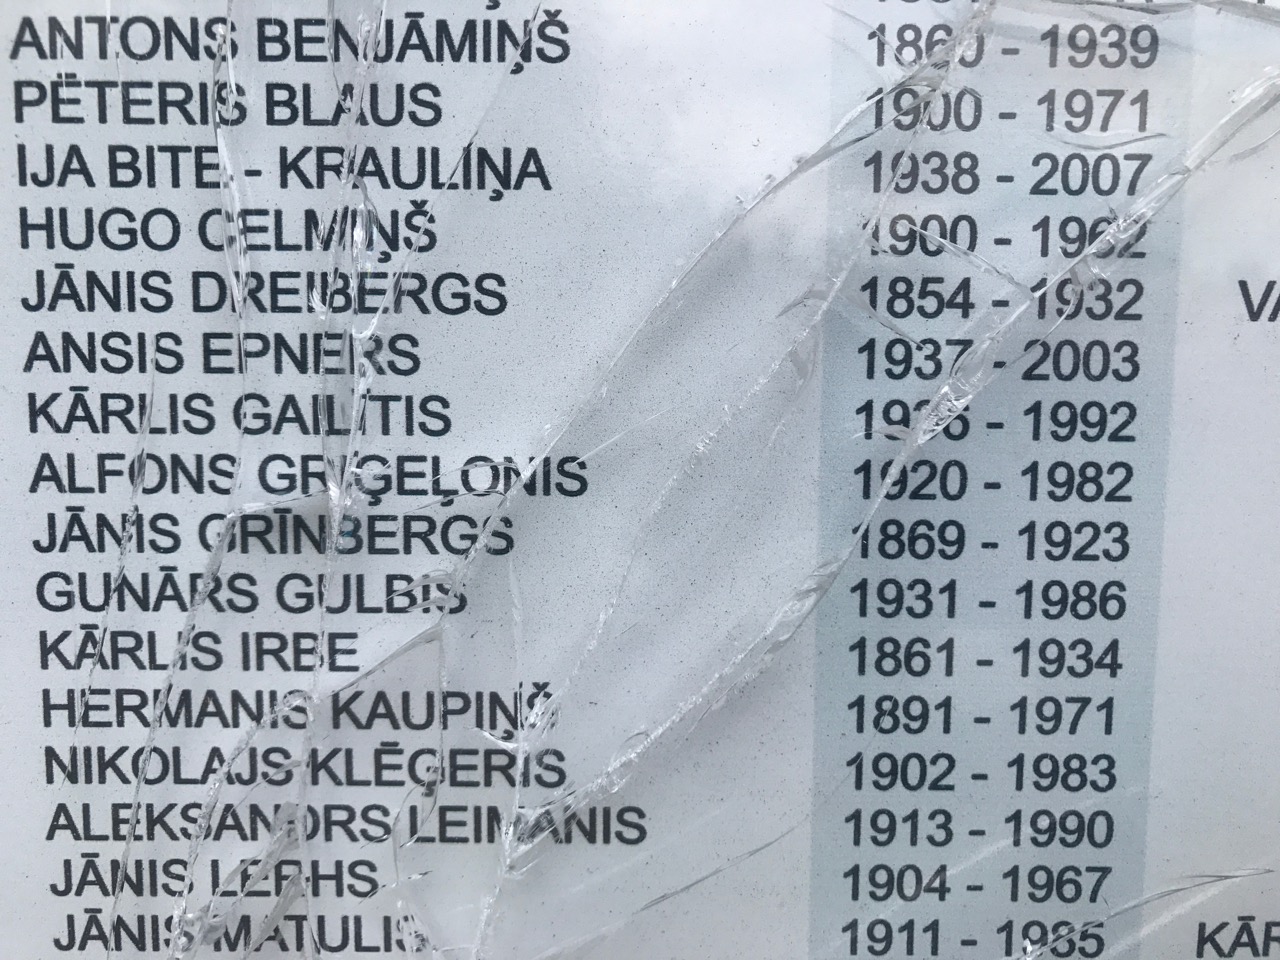 ANTONS BENJĀMIŅŠ 1860 - 1939
PĒTERIS BLAUS 1900 - 1971
IJA BITE - KRAULIŅA 1938 - 2007
HUGO CELMIŅŠ 1900 - 1962
JĀNIS DREIBERGS 1854 - 1932
ANSIS EPNERS 1937 - 2003
KĀRLIS GAILĪTIS 1936 - 1992
ALFONS GRIĢEĻONIS 1920 - 1982
JĀNIS GRĪNBERGS 1869 - 1923
GUNĀRS GULBIS 1931 - 1986
KĀRLIS IRBE 1861 - 1934
HERMANIS KAUPIŅŠ 1891 - 1971
NIKOLAJS KLĒĢERIS 1902 - 1983
ALEKSANDRS LEIMANIS 1913 - 1990
JĀNIS 1904 - 1967
JĀNIS MATULIS 1911 - 1985